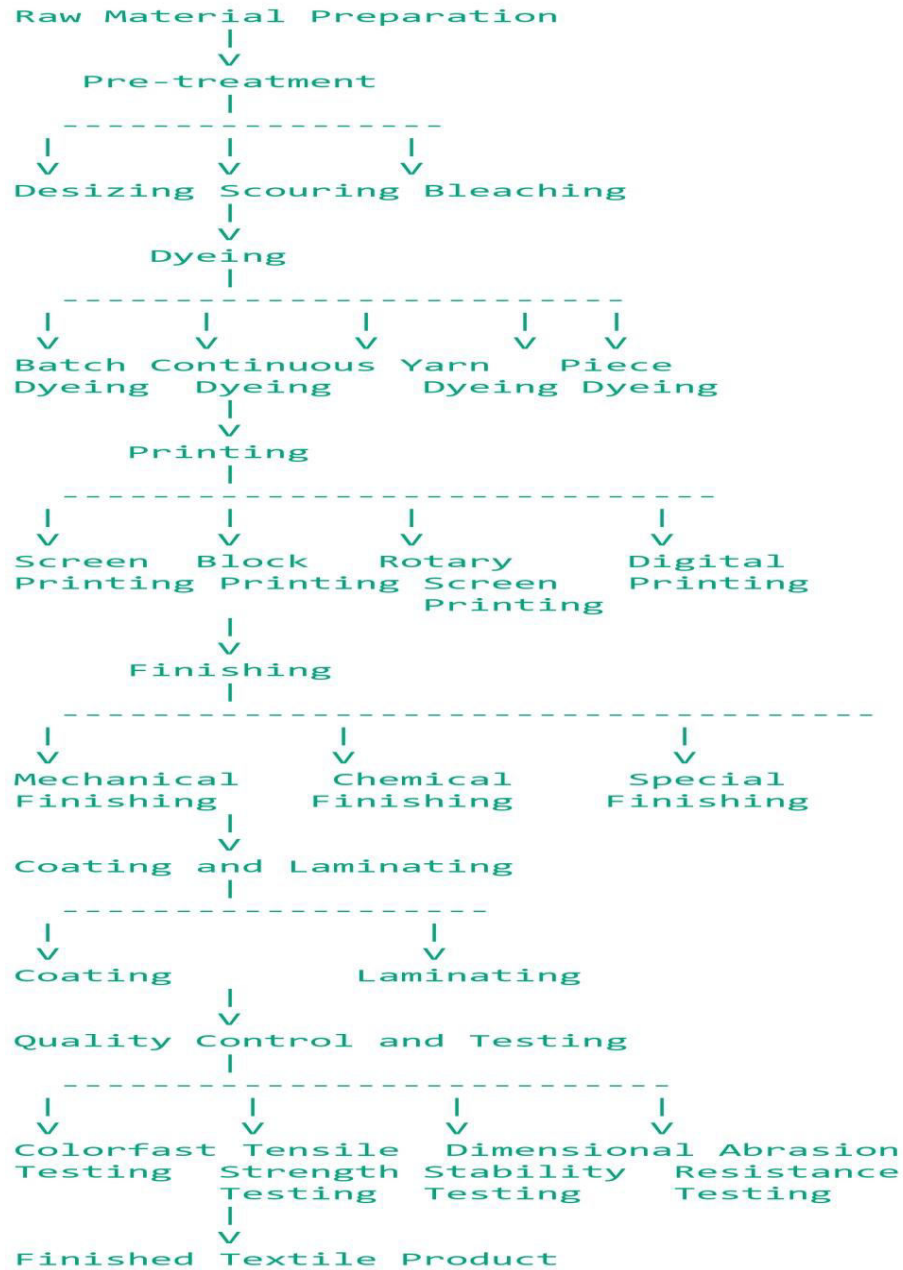 Raw Material Preparation
Pre-treatment
Desizing Scouring Bleaching
Dyeing
Batch Continuous Yarn Piece
Dyeing Dyeing Dyeing Dyeing
Printing
Screen Block Rotary Digital
Printing Printing Screen Printing
Printing
Finishing
Mechanical Chemical Special
Finishing Finishing Finishing
Coating and Laminating
Coating Laminating
Quality Control and Testing
Colorfast Tensile Dimensional Abrasion
Testing Strength Stability Resistance
Testing Testing Testing
Finished Textile Product